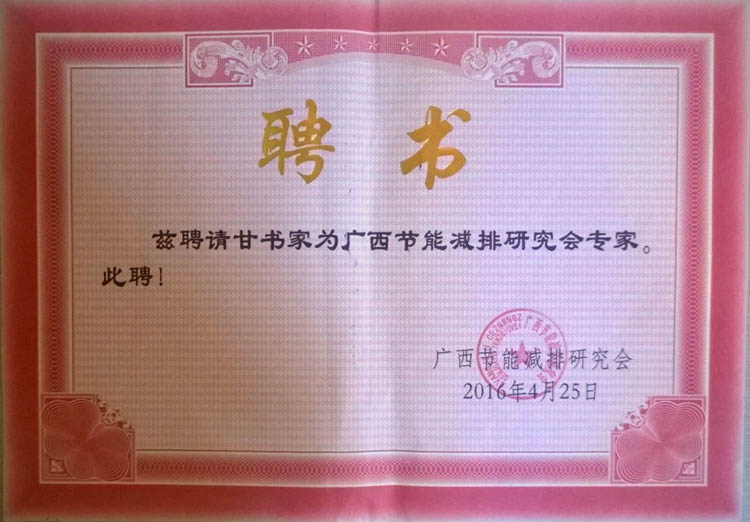 聘书
兹聘请甘书家为广西节能减排研究会专家。
此聘！
广西节能减排研究会
2016年4月25日